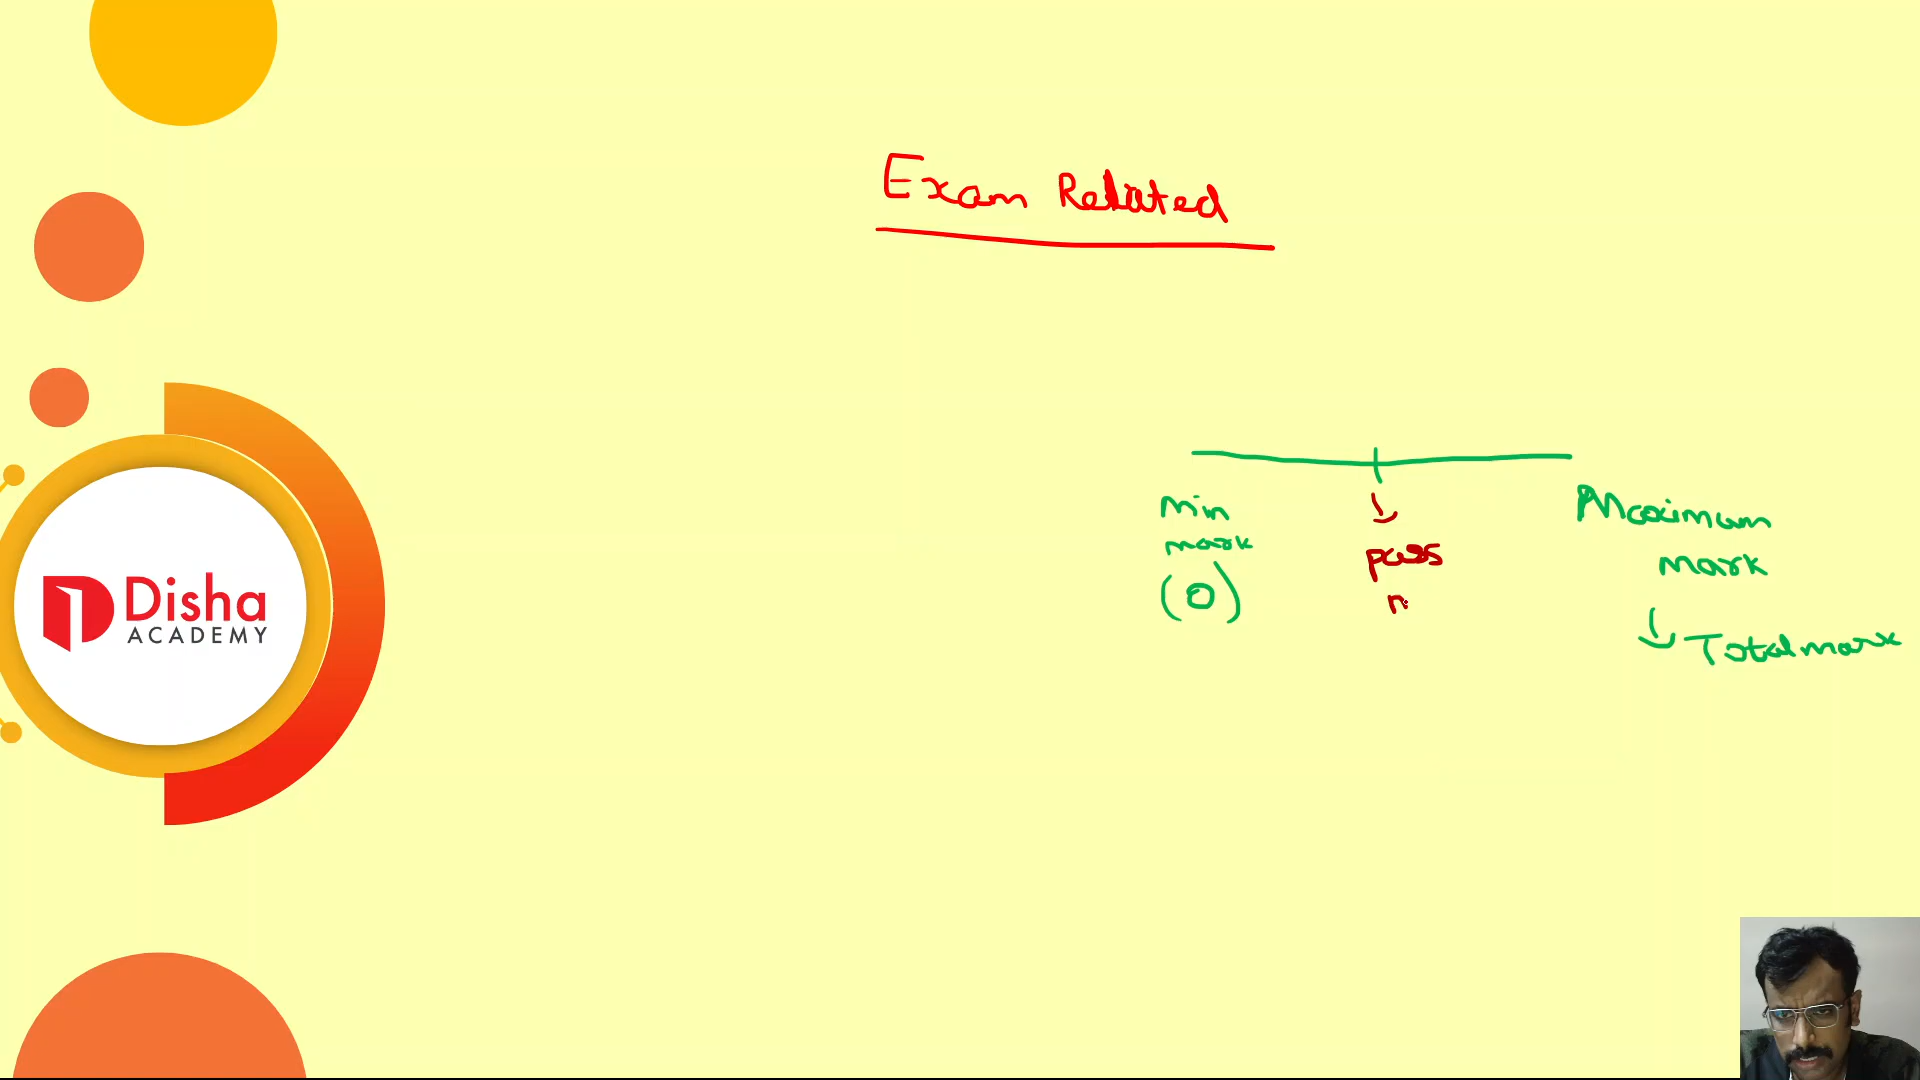 Exam Related
Min
mark
(0)
pass
Maximum
mark
Total mark
Disha
ACADEMY